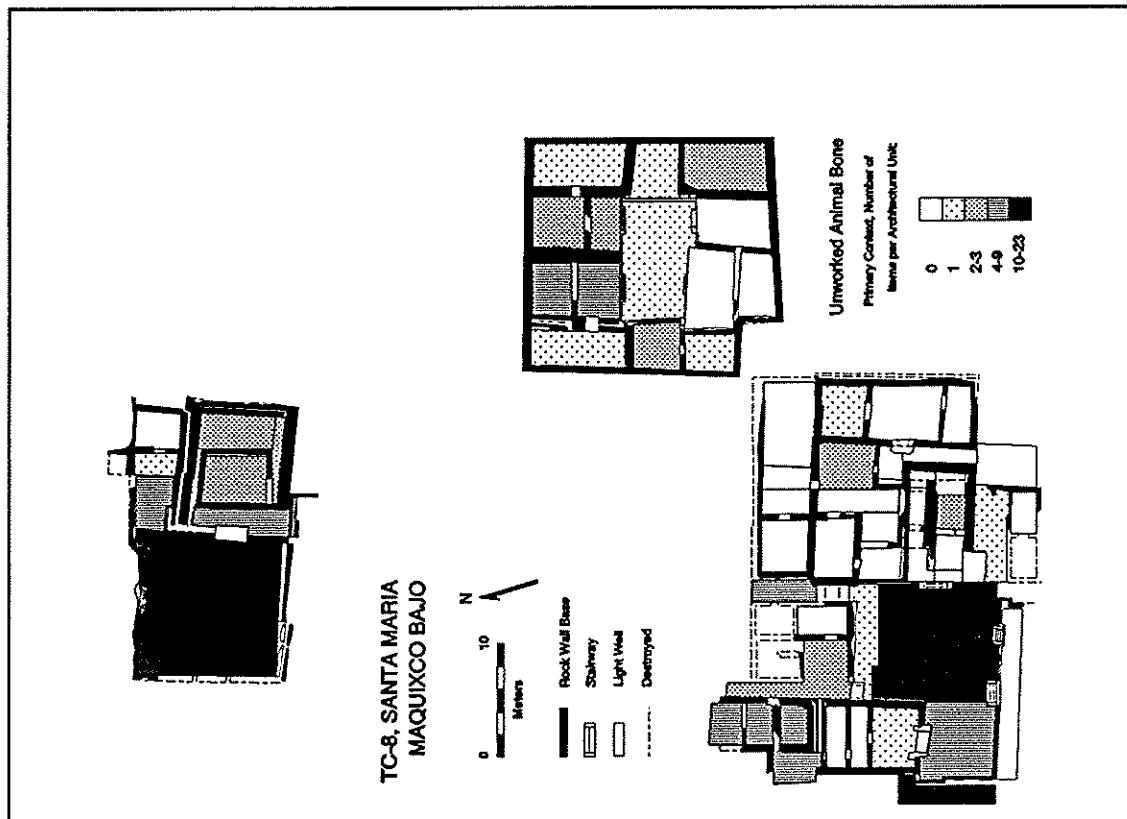 TC-8, SANTA MARIA
MAQUIXCO BAJO
N
0 10
Meters
Rock Wall Base
Stairway
Light Well
Destroyed
Unworked Animal Bone
Primary Context, Number of
Items per Architectural Unit:
0
1
2-3
4-9
10-23